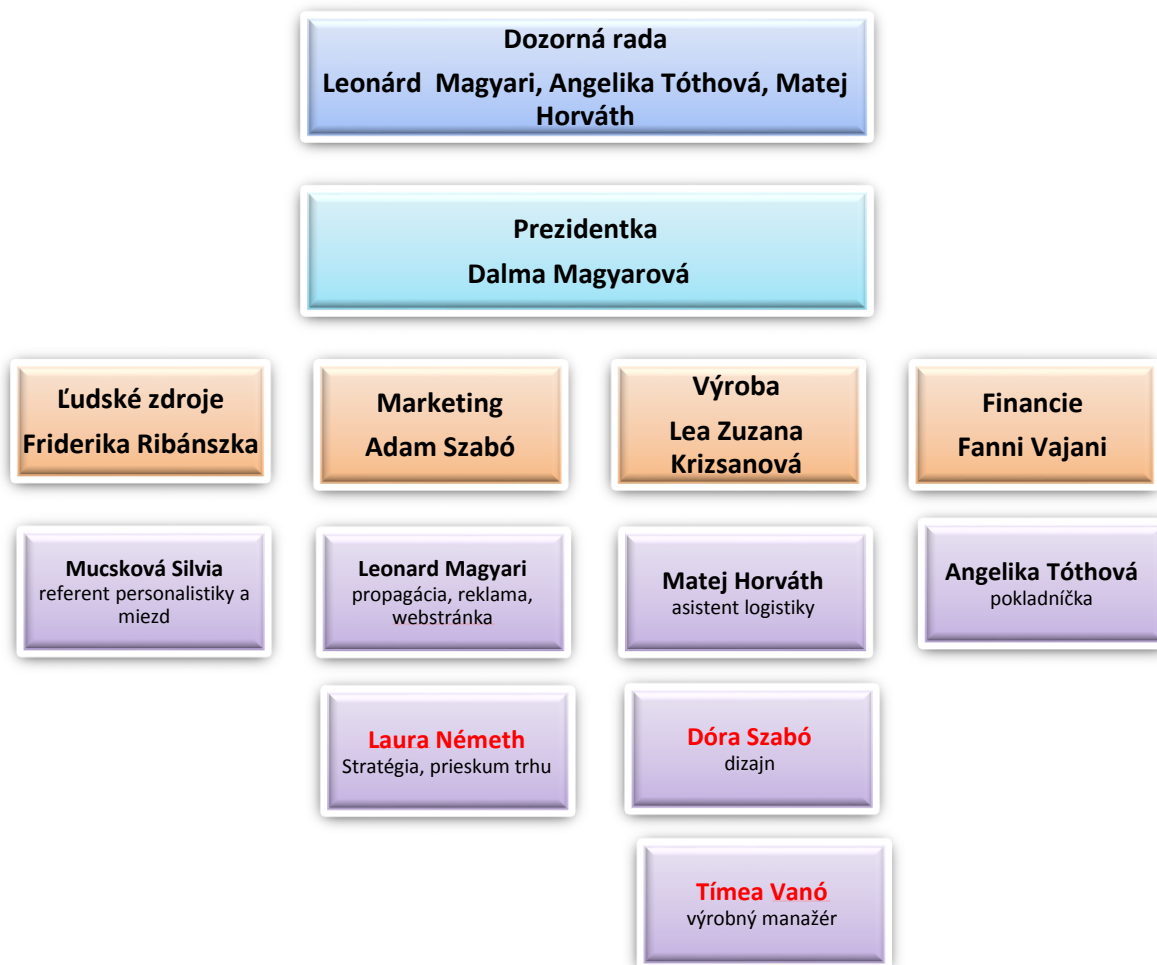 Dozorná rada
Leonárd  Magyari, Angelika Tóthová, Matej
Horváth
Prezidentka
Dalma Magyarová
Ľudské zdroje
Friderika Ribánszka
Marketing
Adam Szabó
Výroba
Lea Zuzana
Krizsanová
Financie
Fanni Vajani
Mucsková Silvia
referent personalistiky a
miezd
Leonard Magyari
propagácia, reklama,
webstránka
Matej Horváth
asistent logistiky
Angelika Tóthová
pokladníčka
Laura Németh
Stratégia, prieskum trhu
Dóra Szabó
dizajn
Tímea Vanó
výrobný manažér